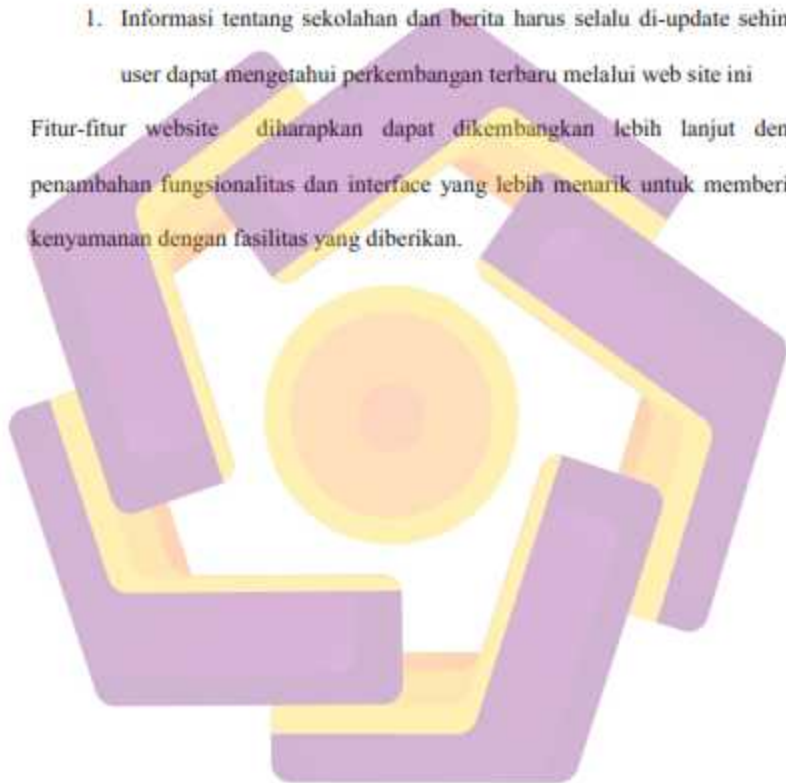 1. Informasi tentang sekolahan dan berita harus selalu di-update sehin
user dapat mengetahui perkembangan terbaru melalui web site ini
Fitur-fitur website diharapkan dapat dikembangkan lebih lanjut den
penambahan fungsionalitas dan interface yang lebih menarik untuk memberi
kenyamanan dengan fasilitas yang diberikan.